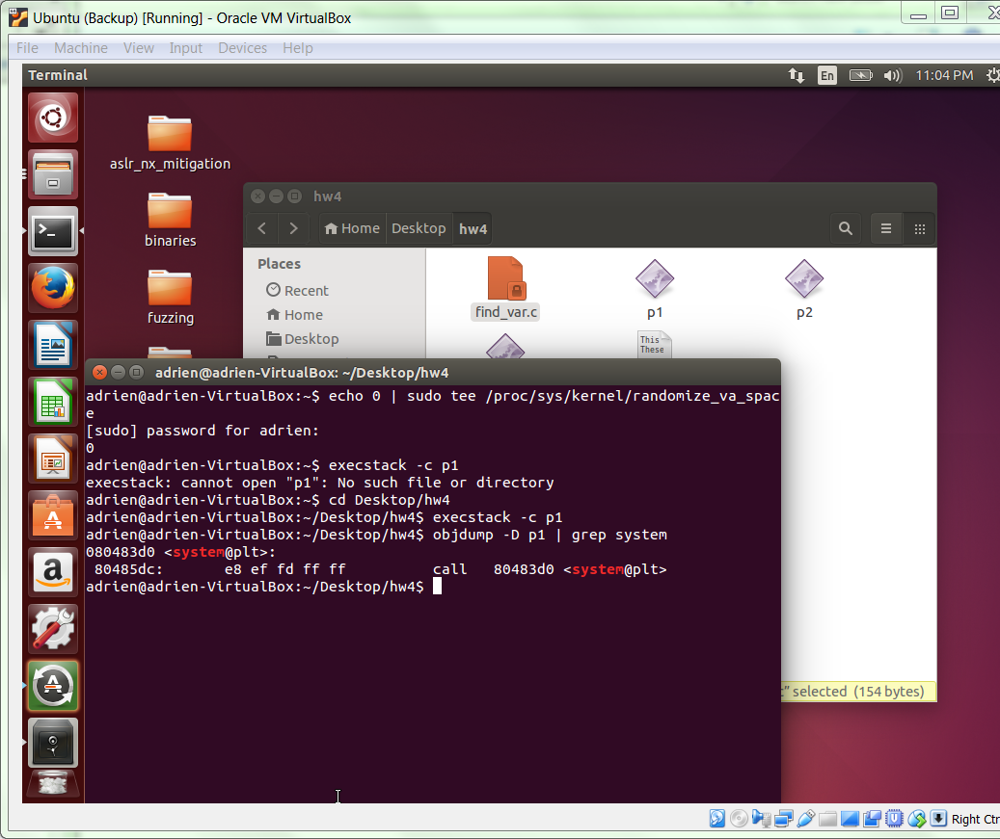 Ubuntu (Backup) [Running] - Oracle VM VirtualBox
File Machine View Input Devices Help
Terminal
En
11:04 PM
aslr_nx_mitigation
binaries
fuzzing
hw4
Home Desktop hw4
Places
Recent
Home
Desktop
find_var.c
p1
p2
This
These
adrien@adrien-VirtualBox: ~/Desktop/hw4
adrien@adrien-VirtualBox:~$ echo 0 | sudo tee /proc/sys/kernel/randomize_va_spac
e
[sudo] password for adrien:
0
adrien@adrien-VirtualBox:~$ execstack -c p1
execstack: cannot open "p1": No such file or directory
adrien@adrien-VirtualBox:~$ cd Desktop/hw4
adrien@adrien-VirtualBox:~/Desktop/hw4$ execstack -c p1
adrien@adrien-VirtualBox:~/Desktop/hw4$ objdump -D p1 | grep system
080483d0 <system@plt>:
80485dc: e8 ef fd ff ff call 80483d0 <system@plt>
adrien@adrien-VirtualBox:~/Desktop/hw4$
" selected (154 bytes)
Right Ctr